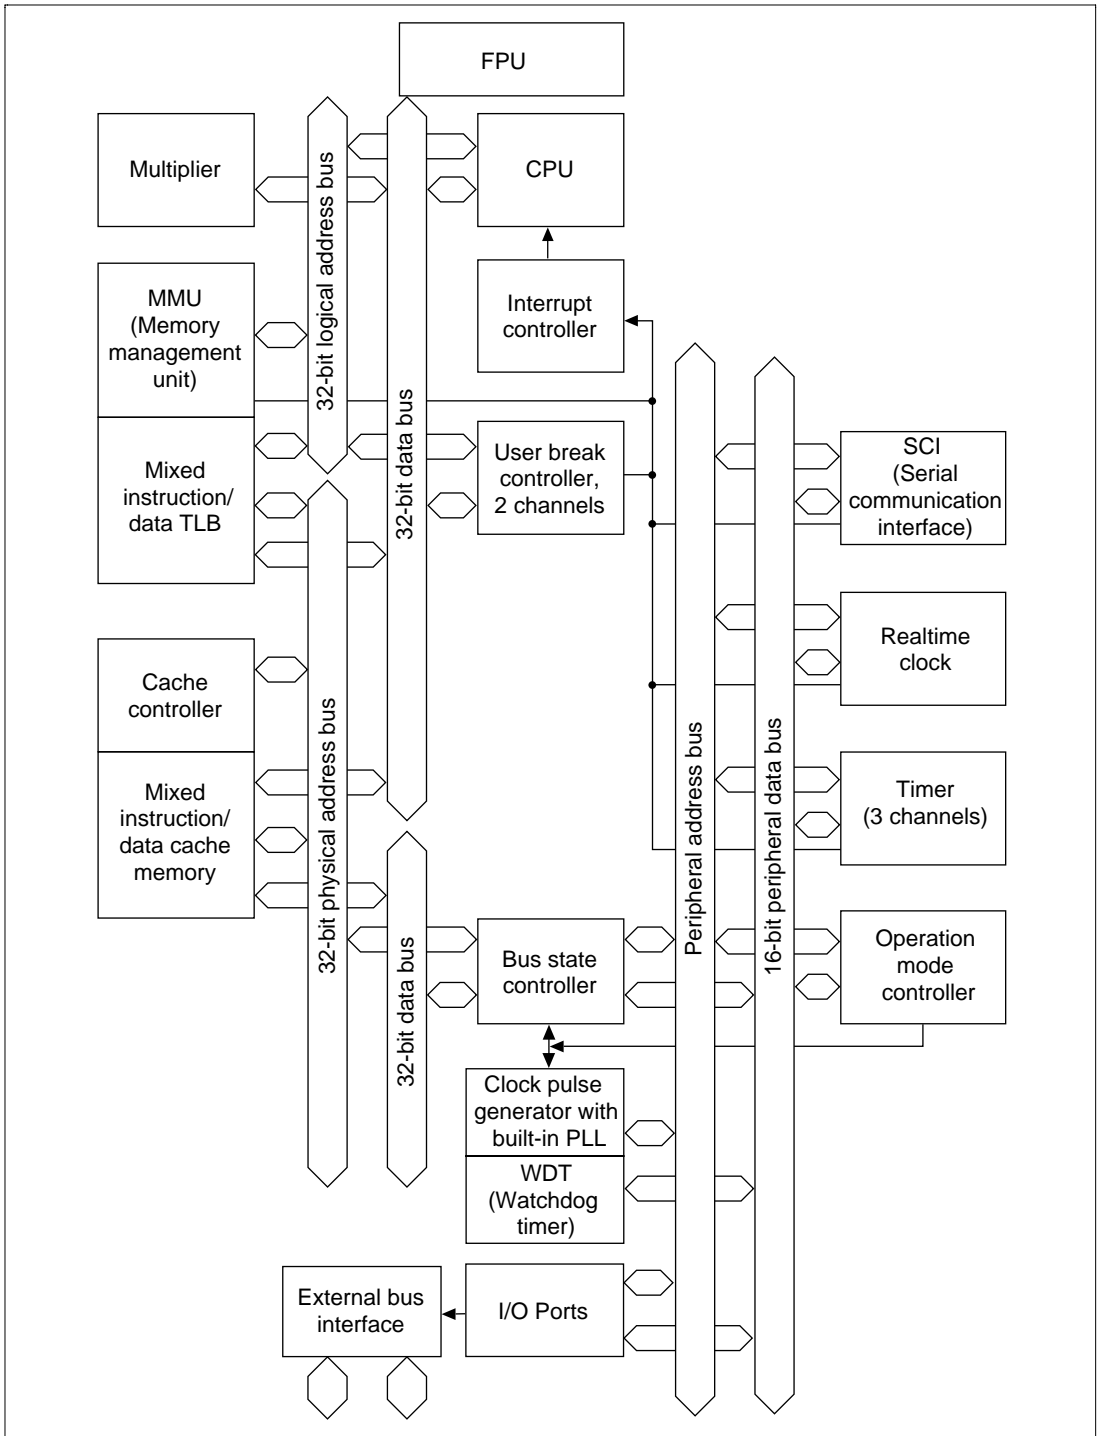 FPU
Multiplier
CPU
32-bit logical address bus
MMU
(Memory
management
unit)
Interrupt
controller
32-bit data bus
Mixed
instruction/
data TLB
User break
controller,
2 channels
SCI
(Serial
communication
interface)
Realtime
clock
Cache
controller
32-bit physical address bus
Peripheral address bus
16-bit peripheral data bus
Mixed
instruction/
data cache
memory
Timer
(3 channels)
32-bit data bus
Bus state
controller
Operation
mode
controller
Clock pulse
generator with
built-in PLL
WDT
(Watchdog
timer)
External bus
interface
I/O Ports